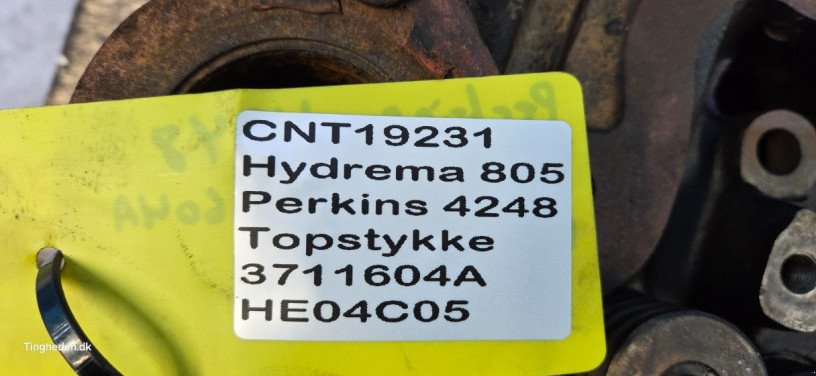 CNT19231
Hydrema 805
Perkins 4248
Topstykke
3711604A
HE04C05
Tingheden.dk